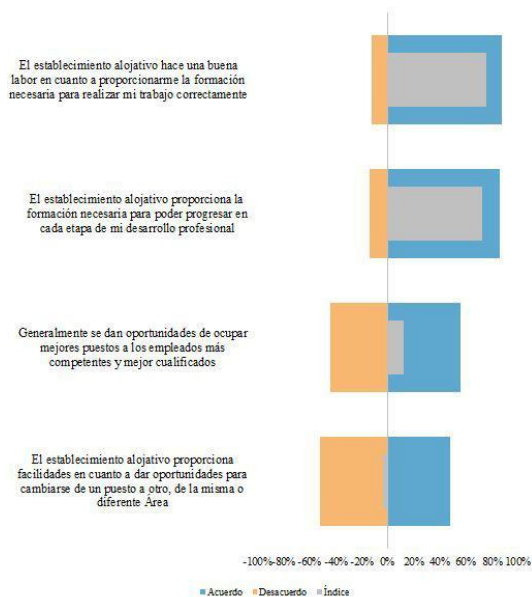 El establecimiento alojativo hace una buena
labor en cuanto a proporcionarme la formación
necesaria para realizar mi trabajo correctamente
El establecimiento alojativo proporciona la
formación necesaria para poder progresar en
cada etapa de mi desarrollo profesional
Generalmente se dan oportunidades de ocupar
mejores puestos a los empleados más
competentes y mejor cualificados
El establecimiento alojativo proporciona
facilidades en cuanto a dar oportunidades para
cambiarse de un puesto a otro, de la misma o
diferente Área
-100% -80% -60% -40% -20% 0% 20% 40% 60% 80% 100%
Acuerdo Desacuerdo Índice